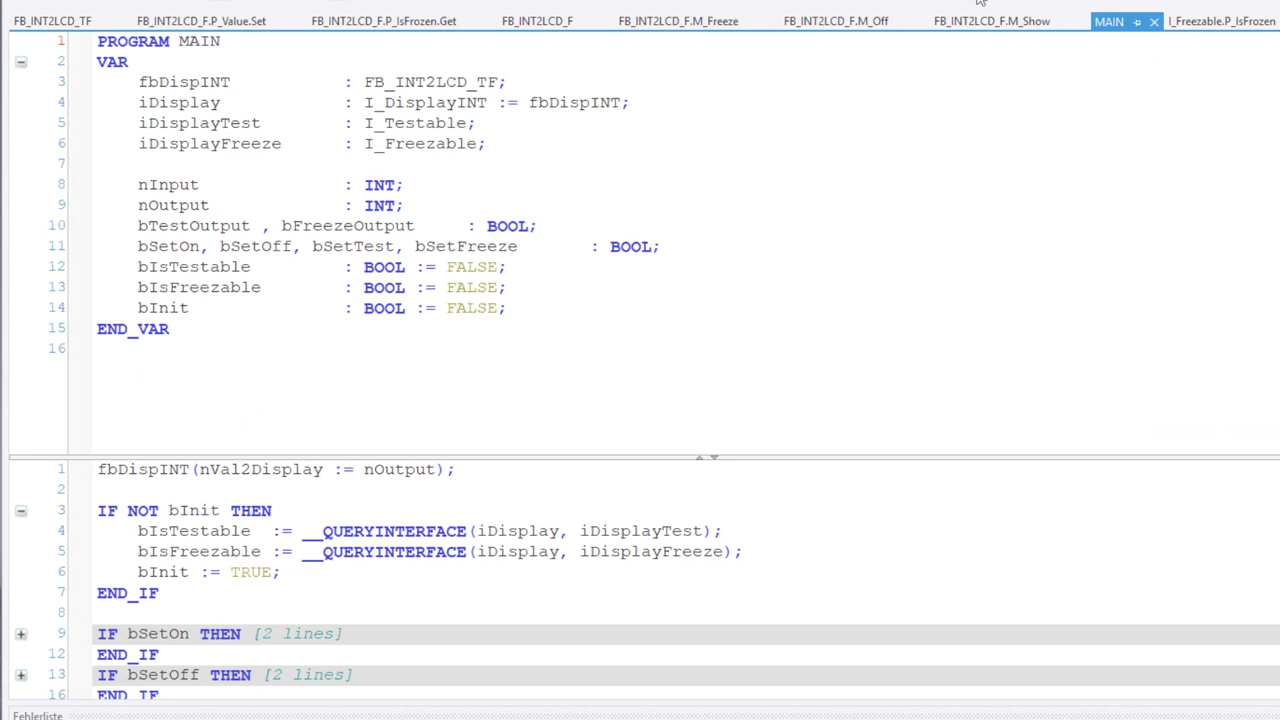 FB_INT2LCD_TF FB_INT2LCD_F.P_Value.Set FB_INT2LCD_F.P_IsFrozen.Get FB_INT2LCD_F FB_INT2LCD_F.M_Freeze FB_INT2LCD_F.M_Off FB_INT2LCD_F.M_Show MAIN I_Freezable.P_IsFrozen
1 PROGRAM MAIN
2 VAR
3 fbDispINT : FB_INT2LCD_TF;
4 iDisplay : I_DisplayINT := fbDispINT;
5 iDisplayTest : I_Testable;
6 iDisplayFreeze : I_Freezable;
7
8 nInput : INT;
9 nOutput : INT;
10 bTestOutput , bFreezeOutput : BOOL;
11 bSetOn, bSetOff, bSetTest, bSetFreeze : BOOL;
12 bIsTestable : BOOL := FALSE;
13 bIsFreezable : BOOL := FALSE;
14 bInit : BOOL := FALSE;
15 END_VAR
16
1 fbDispINT(nVal2Display := nOutput);
2
3 IF NOT bInit THEN
4 bIsTestable := __QUERYINTERFACE(iDisplay, iDisplayTest);
5 bIsFreezable := __QUERYINTERFACE(iDisplay, iDisplayFreeze);
6 bInit := TRUE;
7 END_IF
8
9 IF bSetOn THEN [2 lines]
12 END_IF
13 IF bSetOff THEN [2 lines]
16 END_IF
Fehlerliste